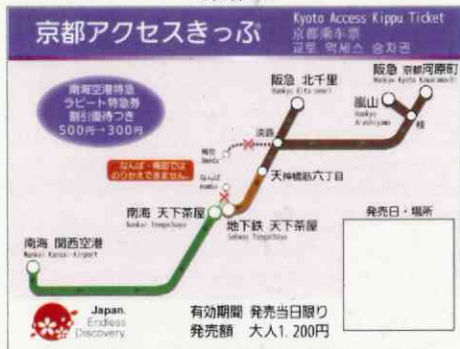 京都アクセスきっぷ
Kyoto Access Kippu Ticket
京都乘车票
교토 액세스 승차권
南海空港特急
ラピート特急券
割引優待つき
500円→300円
阪急 北千里
Hankyu Kita-senri
阪急 京都河原町
Hankyu Kyoto Kawaramachi
嵐山
Hankyu
Arashiyama
桂
淡路
梅田
Umeda
なんば・梅田では
のりかえできません。
なんば
Namba
天神橋筋六丁目
南海 天下茶屋
Nankai Tengachaya
地下鉄 天下茶屋
Subway Tengachaya
南海 関西空港
Nankai Kansai-Airport
発売日・場所
Japan.
Endless
Discovery.
有効期間 発売当日限り
発売額 大人1,200円